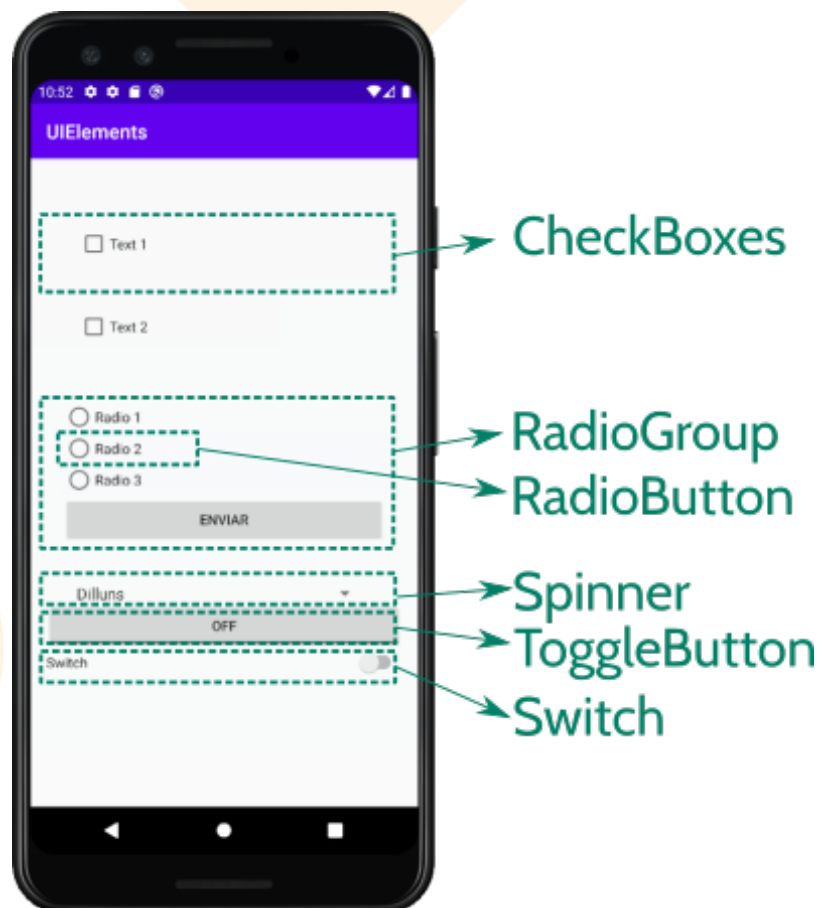 10:52
UIElements
Text 1
CheckBoxes
Text 2
Radio 1
RadioGroup
Radio 2
RadioButton
Radio 3
ENVIAR
Dilluns
Spinner
OFF
ToggleButton
Switch
Switch